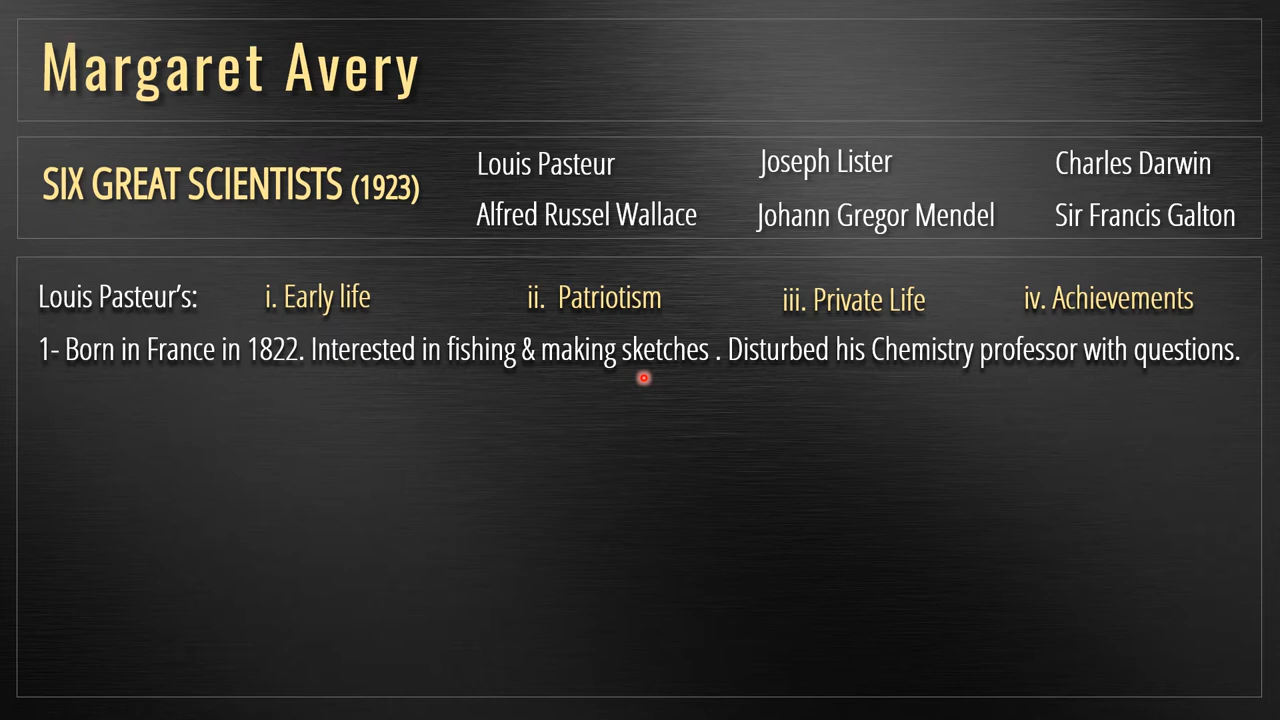 Margaret Avery
SIX GREAT SCIENTISTS (1923)
Louis Pasteur
Joseph Lister
Charles Darwin
Alfred Russel Wallace
Johann Gregor Mendel
Sir Francis Galton
Louis Pasteur's: i. Early life ii. Patriotism iii. Private Life iv. Achievements
1- Born in France in 1822. Interested in fishing & making sketches . Disturbed his Chemistry professor with questions.